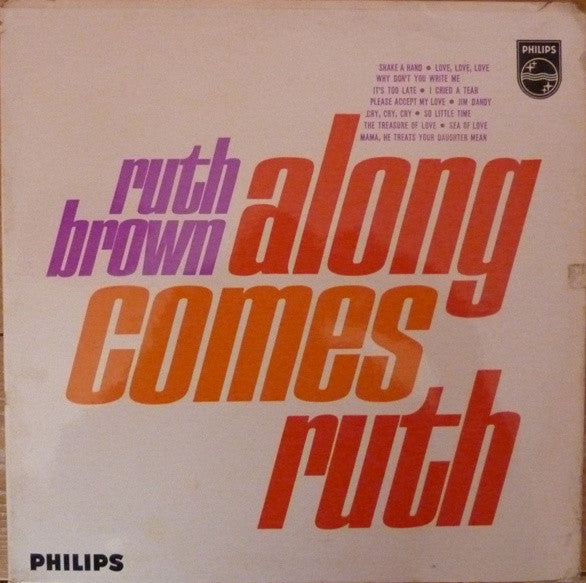 PHILIPS
SHAKE A HAND • LOVE, LOVE, LOVE
WHY DON'T YOU WRITE ME
IT'S TOO LATE • I CRIED A TEAR
PLEASE ACCEPT MY LOVE • JIM DANDY
CRY, CRY, CRY • SO LITTLE TIME
THE TREASURE OF LOVE • SEA OF LOVE
MAMA, HE TREATS YOUR DAUGHTER MEAN
ruth
brown
along
comes
ruth
PHILIPS